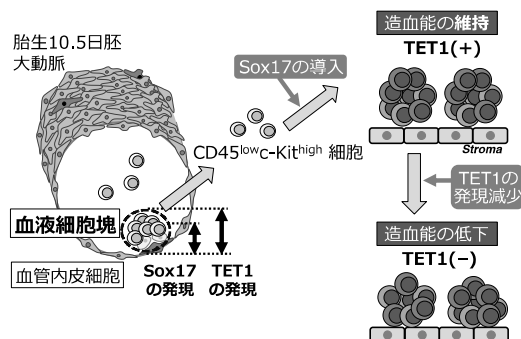 胎生10.5日胚
大動脈
Sox17の導入
CD45lowc-Kithigh 細胞
血液細胞塊
血管内皮細胞
Sox17
の発現
TET1
の発現
造血能の維持
TET1(+)
Stroma
TET1の
発現減少
造血能の低下
TET1(−)